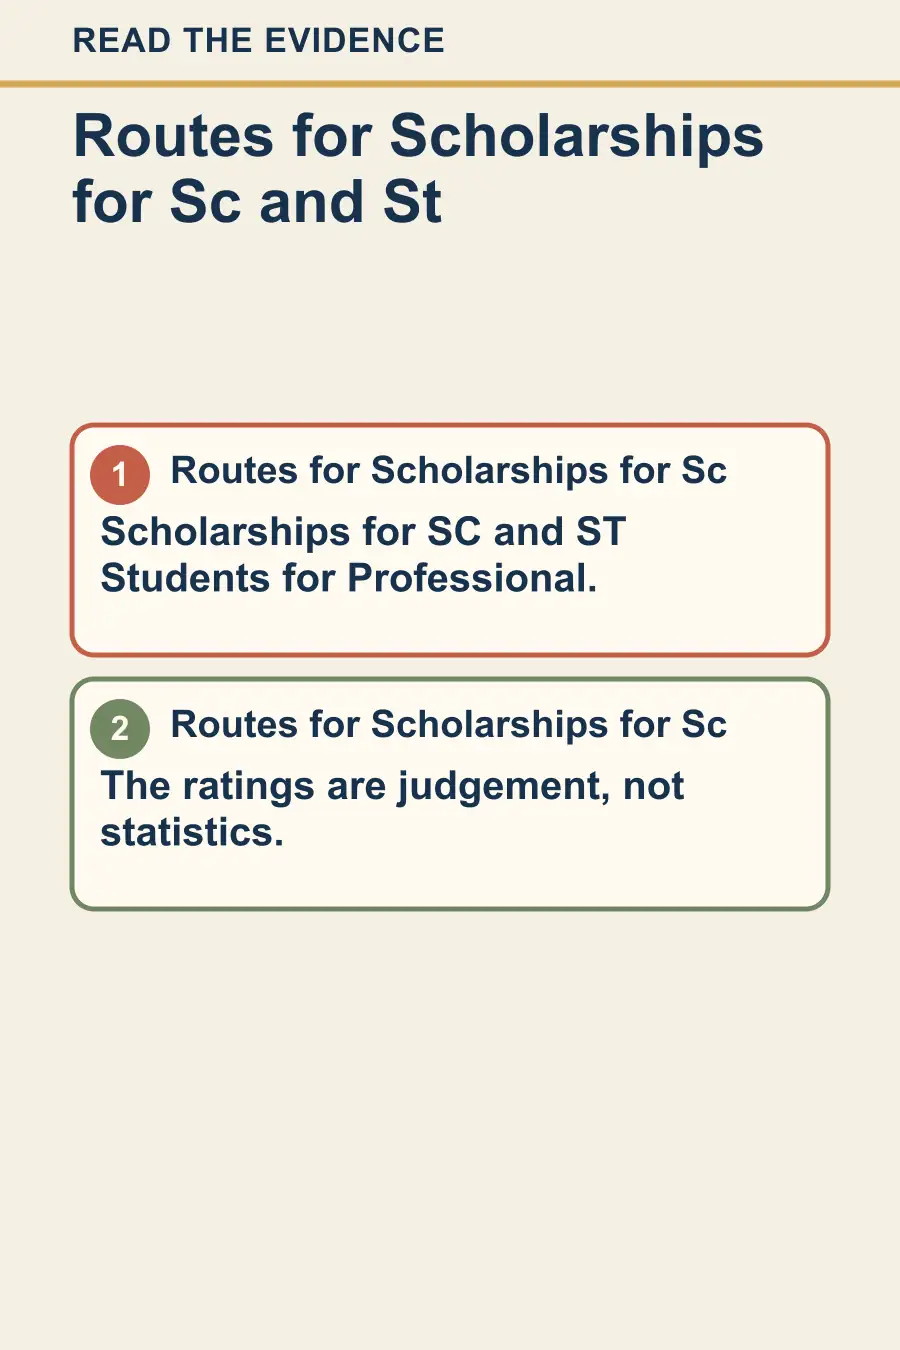 READ THE EVIDENCE
Routes for Scholarships
for Sc and St
1 Routes for Scholarships for Sc
Scholarships for SC and ST
Students for Professional.
2 Routes for Scholarships for Sc
The ratings are judgement, not
statistics.